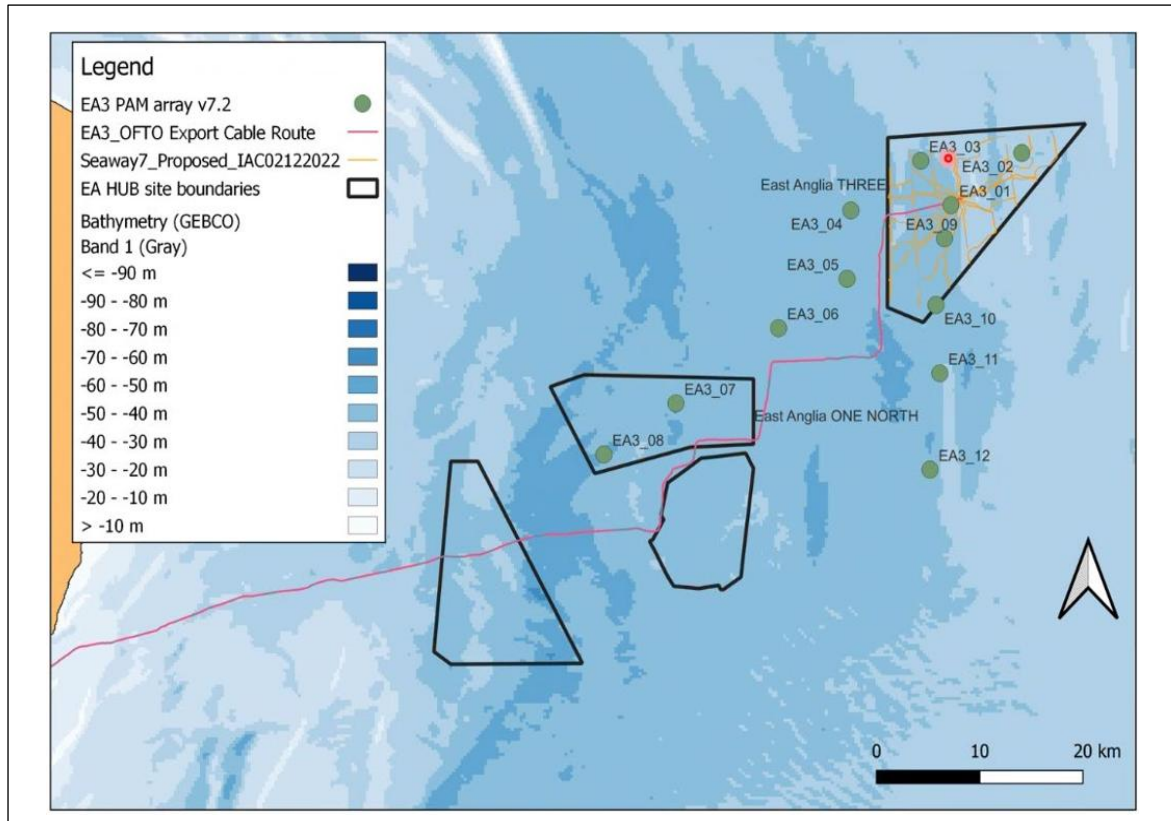 Legend
EA3 PAM array v7.2
EA3_OFTO Export Cable Route
Seaway7_Proposed_IAC02122022
EA HUB site boundaries
Bathymetry (GEBCO)
Band 1 (Gray)
<= -90 m
-90 - -80 m
-80 - -70 m
-70 - -60 m
-60 - -50 m
-50 - -40 m
-40 - -30 m
-30 - -20 m
-20 - -10 m
> -10 m
EA3_03
EA3_02
East Anglia THREE
EA3_01
EA3_04
EA3_09
EA3_05
EA3_06
EA3_10
EA3_11
EA3_07
East Anglia ONE NORTH
EA3_08
EA3_12
0 10 20 km